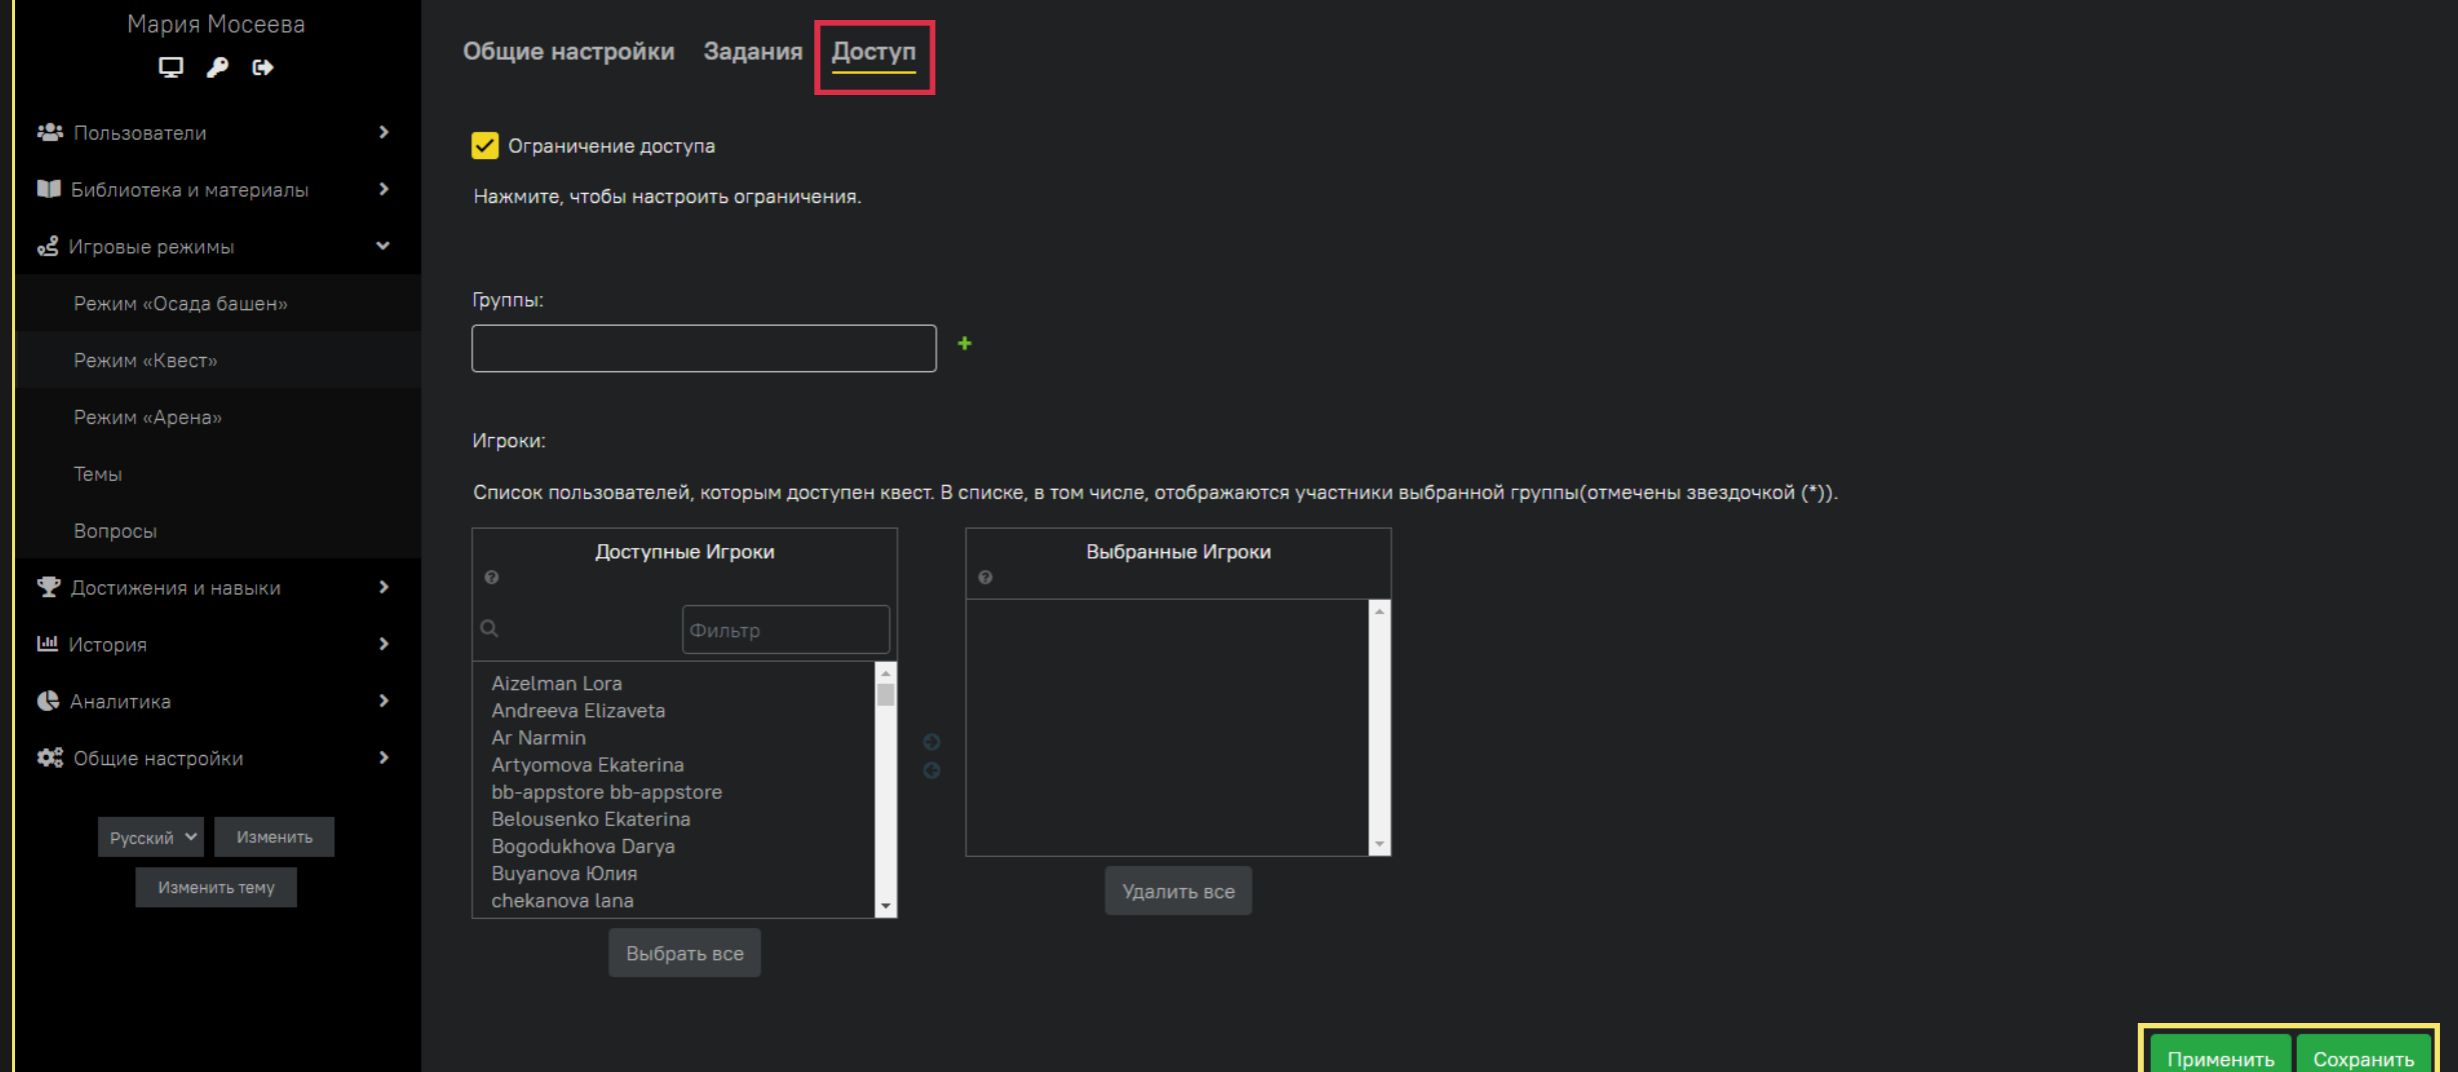 Мария Мосеева
Пользователи
Библиотека и материалы
Игровые режимы
Режим «Осада башен»
Режим «Квест»
Режим «Арена»
Темы
Вопросы
Достижения и навыки
История
Аналитика
Общие настройки
Русский
Изменить
Изменить тему
Общие настройки Задания Доступ
Ограничение доступа
Нажмите, чтобы настроить ограничения.
Группы:
+
Игроки:
Список пользователей, которым доступен квест. В списке, в том числе, отображаются участники выбранной группы(отмечены звездочкой (*)).
Доступные Игроки
Фильтр
Aizelman Lora
Andreeva Elizaveta
Ar Narmin
Artyomova Ekaterina
bb-appstore bb-appstore
Belousenko Ekaterina
Bogodukhova Darya
Buyanova Юлия
chekanova lana
Выбрать все
Выбранные Игроки
Удалить все
Применить Сохранить